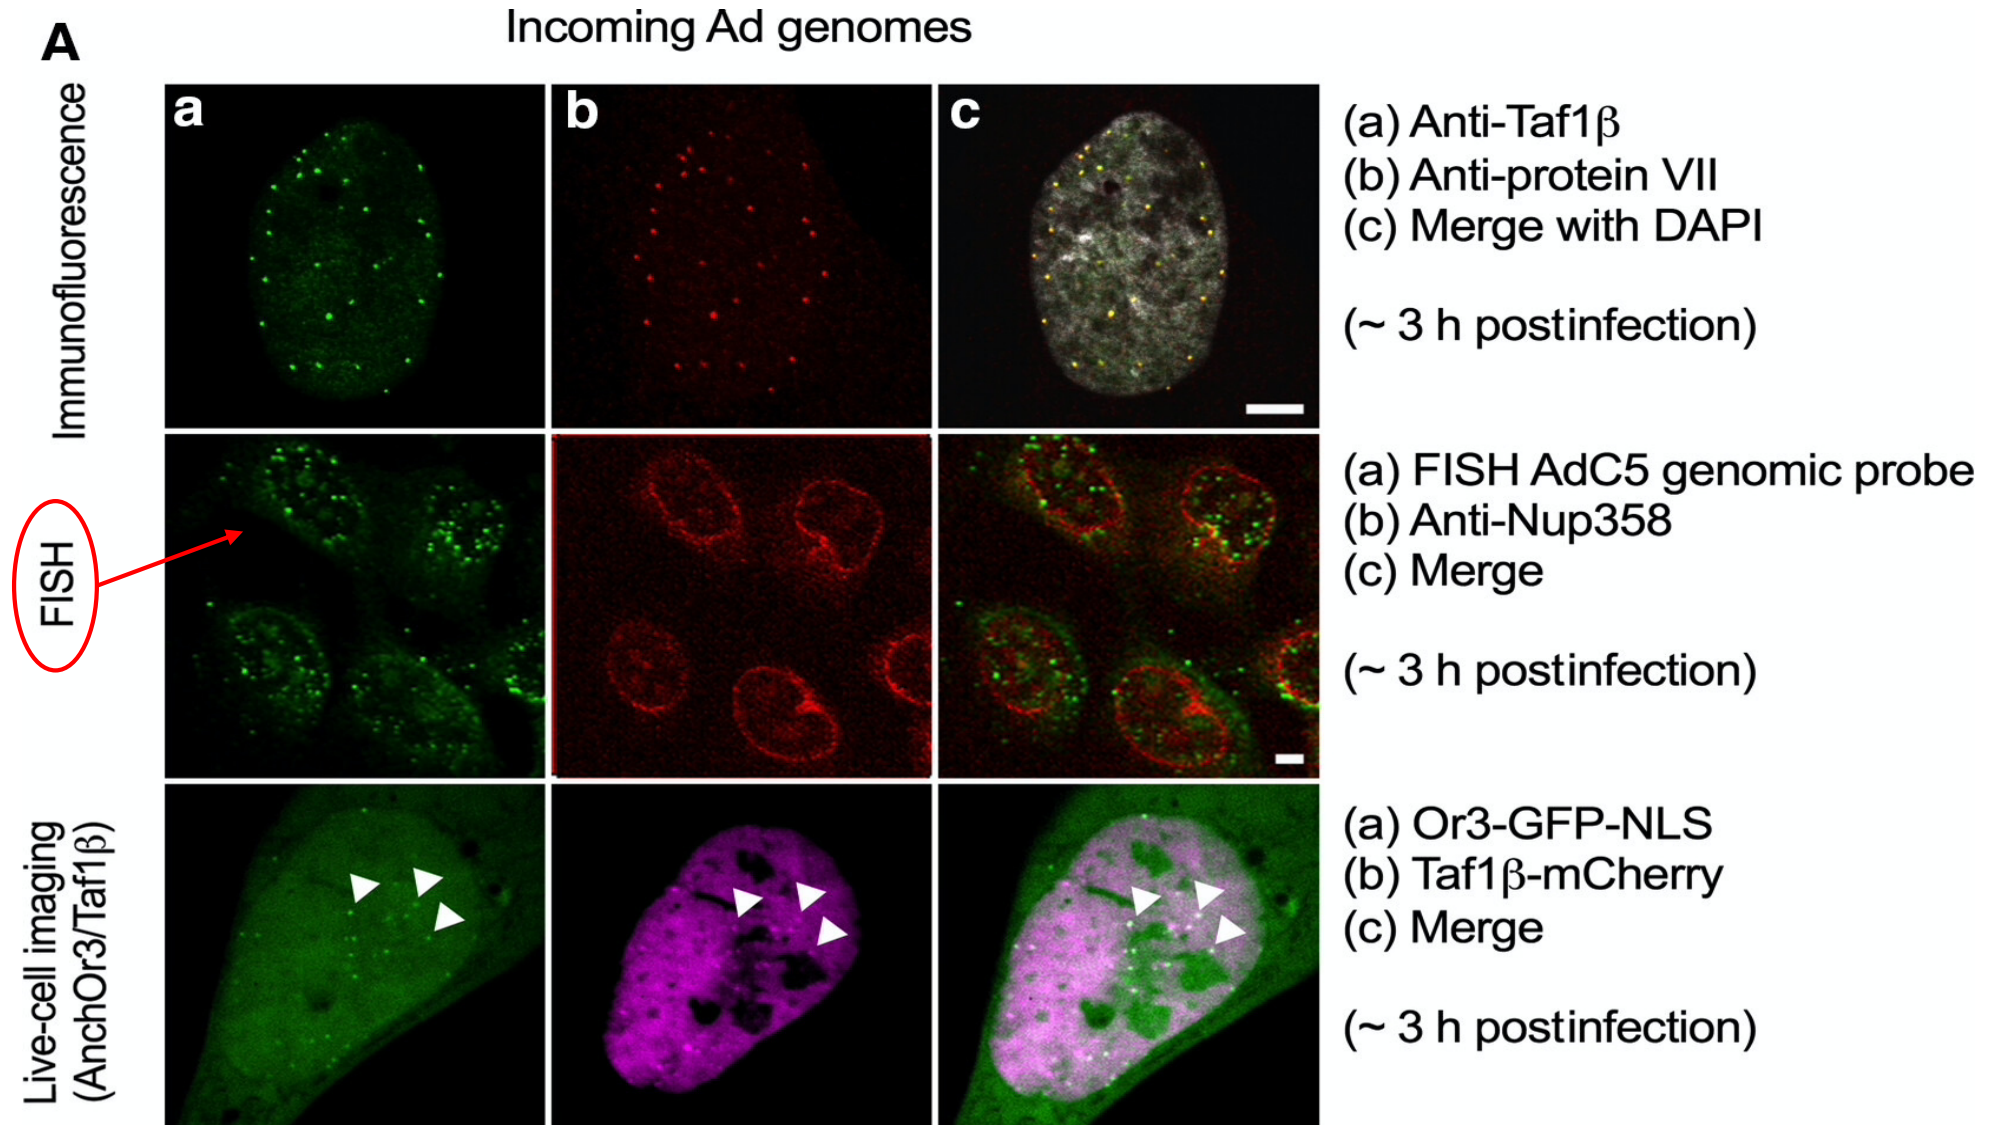 A
Incoming Ad genomes
Immunofluorescence
a
b
c
(a) Anti-Taf1β
(b) Anti-protein VII
(c) Merge with DAPI
(~ 3 h postinfection)
FISH
(a) FISH AdC5 genomic probe
(b) Anti-Nup358
(c) Merge
(~ 3 h postinfection)
Live-cell imaging
(AnchOr3/Taf1β)
(a) Or3-GFP-NLS
(b) Taf1β-mCherry
(c) Merge
(~ 3 h postinfection)